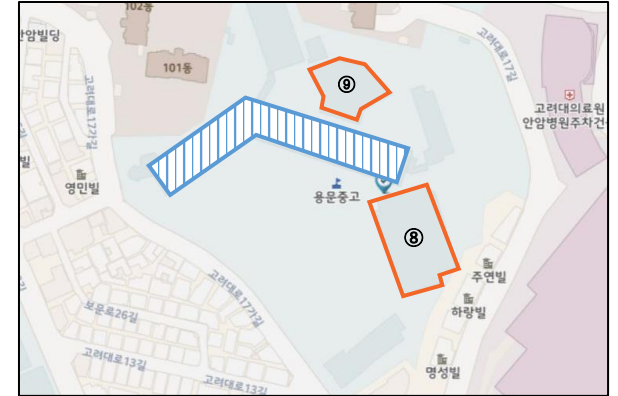 102동
안암빌딩
101동
고려대로17길
⑨
고려대로17가길
고려대의료원
안암병원주차건
빌
영민빌
용문중고
⑧
주연빌
고려대로17가길
하랑빌
보문로26길
고려대로13길
명성빌
고려대로13길